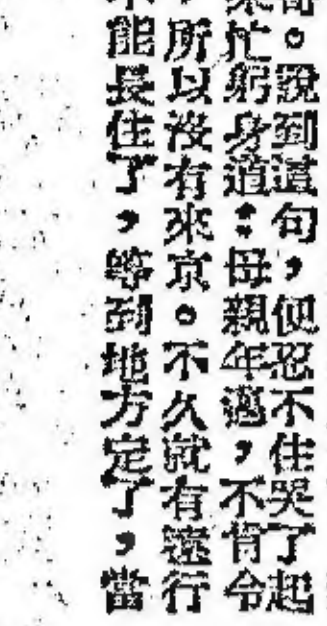 。說到這句，便忍不住哭了起
忙躬身道：母親年邁，不肯令
，所以沒有來京。不久就有遠行
能長住了，等到地方定了，當